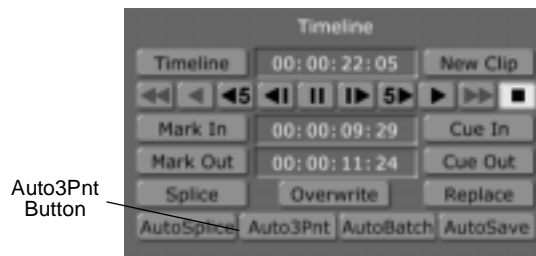 Timeline
Timeline 00:00:22:05 New Clip
5 5
Mark In 00:00:09:29 Cue In
Mark Out 00:00:11:24 Cue Out
Splice Overwrite Replace
AutoSplice Auto3Pnt AutoBatch AutoSave
Auto3Pnt
Button